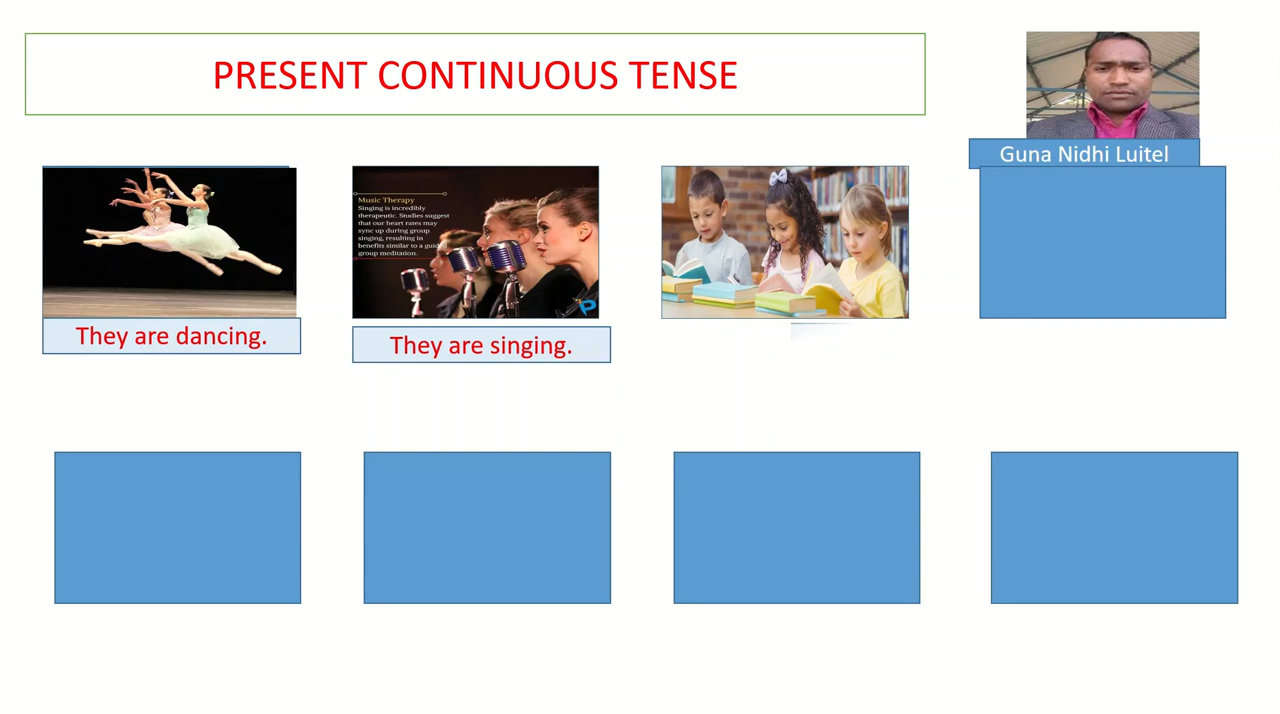 PRESENT CONTINUOUS TENSE
Guna Nidhi Luitel
Music Therapy
Singing is incredibly
therapeutic. Studies suggest
that our heart rates may
sync up during group
singing, resulting in
benefits similar to a guided
group meditation.
P
They are dancing.
They are singing.